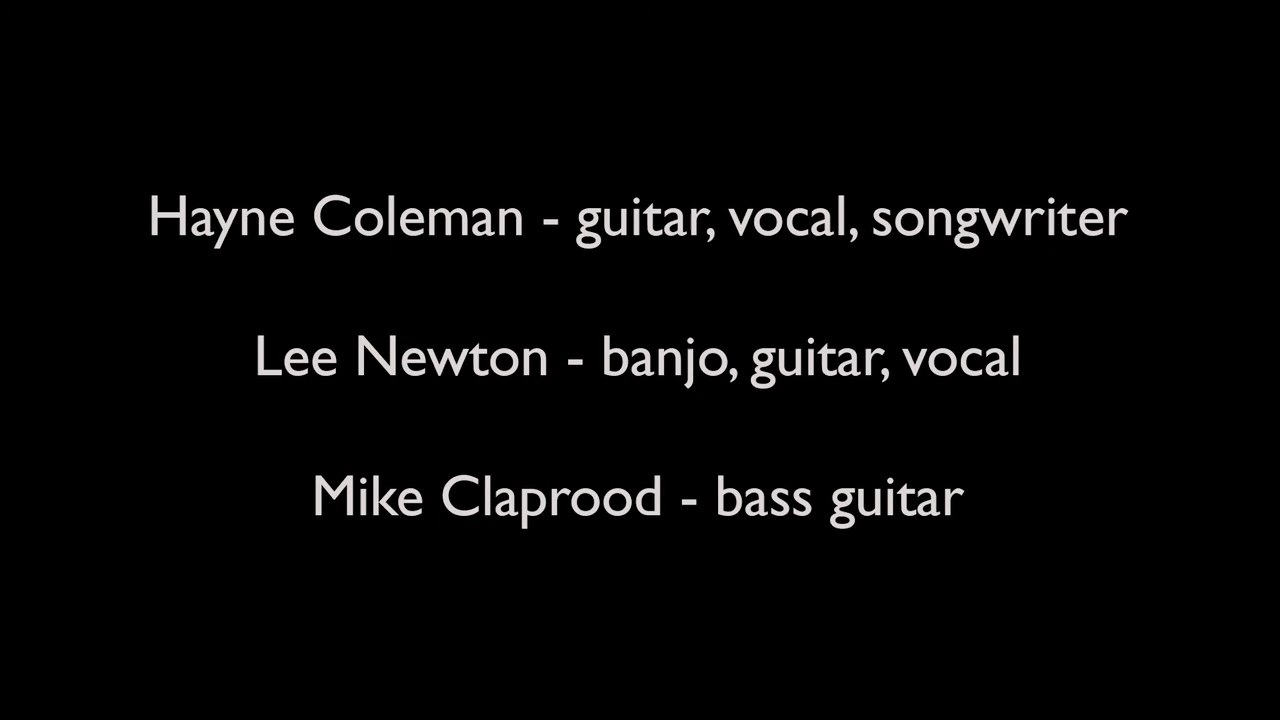 Hayne Coleman - guitar, vocal, songwriter
Lee Newton - banjo, guitar, vocal
Mike Claprood - bass guitar